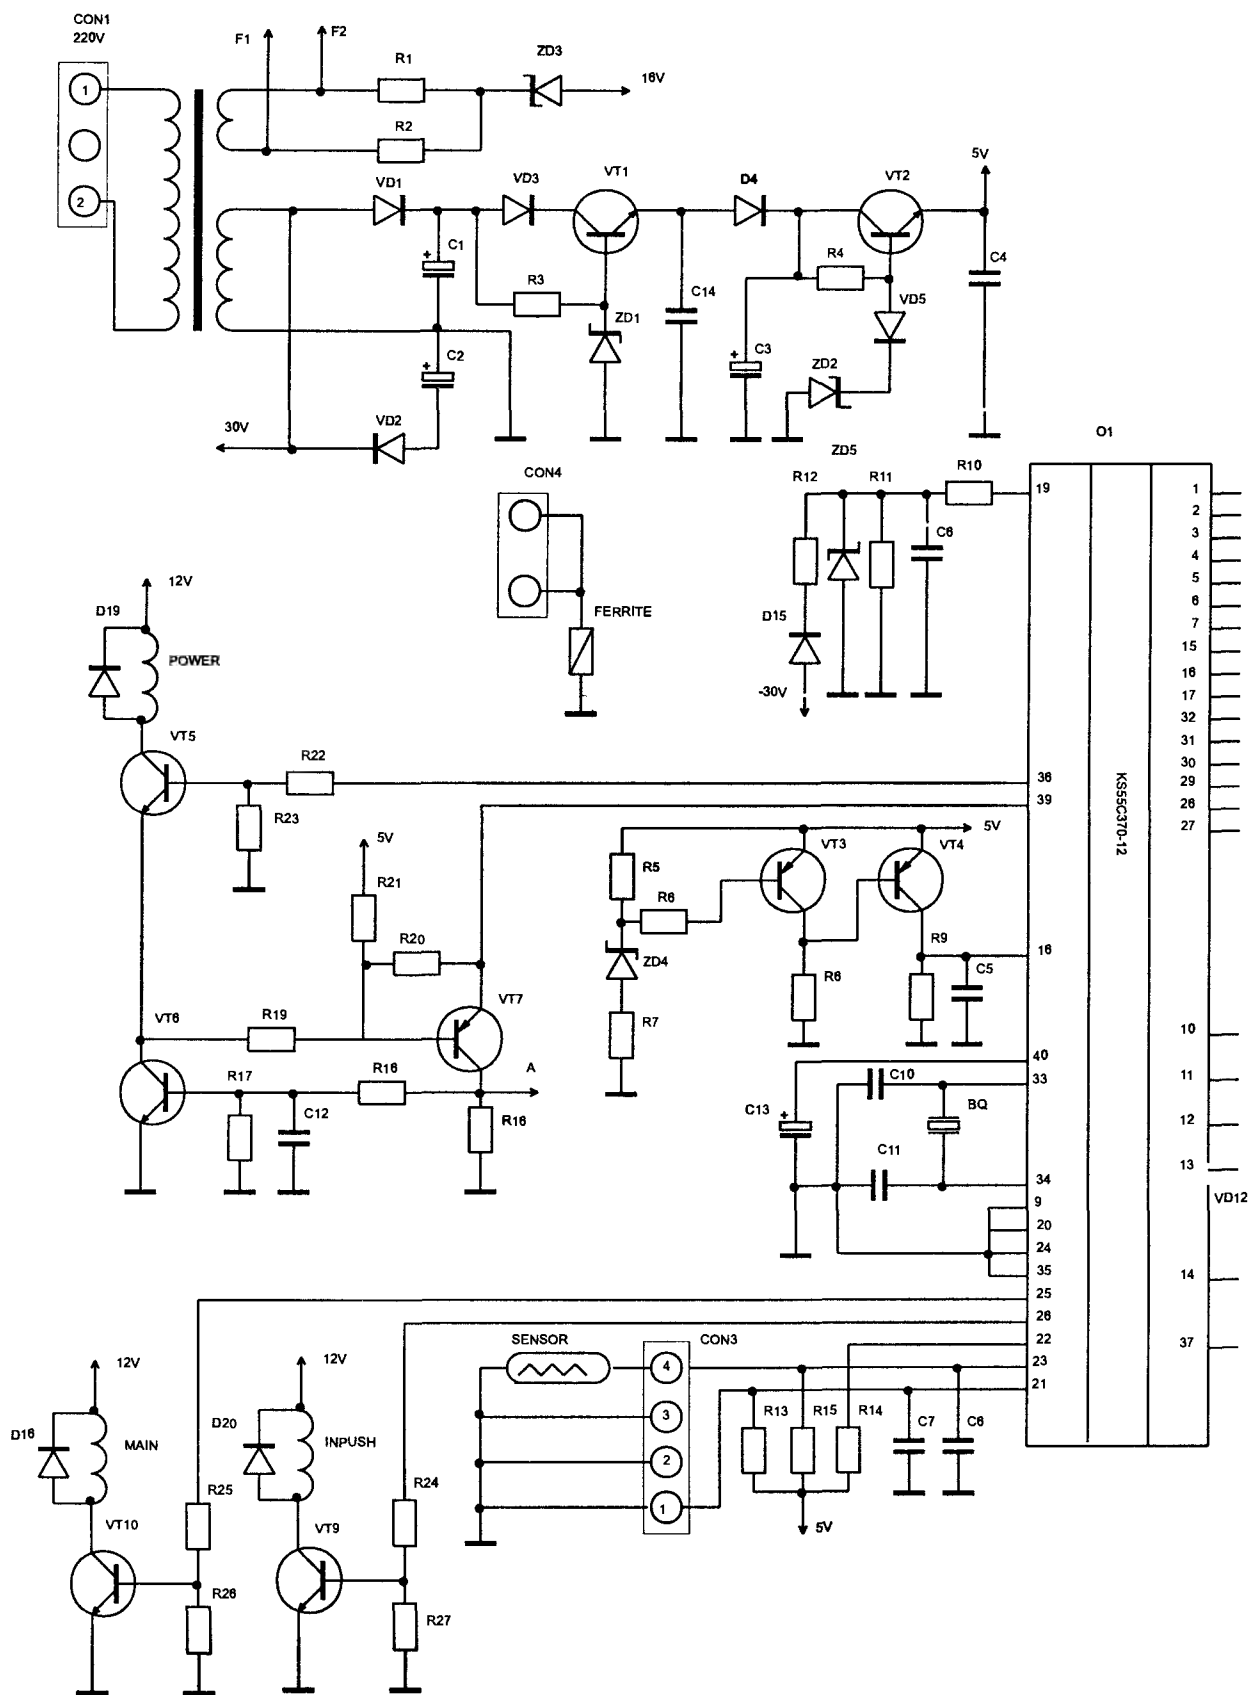 CON1
220V
F1
F2
R1
ZD3
1
16V
R2
2
VD1
VD3
VT1
D4
VT2
5V
C1
R3
C14
R4
C4
ZD1
VD5
C2
C3
ZD2
VD2
30V
CON4
ZD5
R12
R11
R10
O1
19
C6
D15
FERRITE
-30V
12V
D19
POWER
VT5
R22
36
39
R23
5V
R21
R20
VT6
R19
VT7
R17
R16
A
C12
R16
5V
VT3
VT4
R5
R6
ZD4
R7
R6
R9
C5
16
KS55C370-12
40
C10
33
C13
BQ
C11
34
9
20
24
35
25
26
22
23
21
1
2
3
4
5
6
7
15
16
17
32
31
30
29
28
27
10
11
12
13
VD12
14
37
SENSOR
CON3
4
3
2
1
R13
R15
R14
C7
C6
5V
12V
D16
MAIN
VT10
R25
R26
12V
D20
INPUSH
VT9
R24
R27